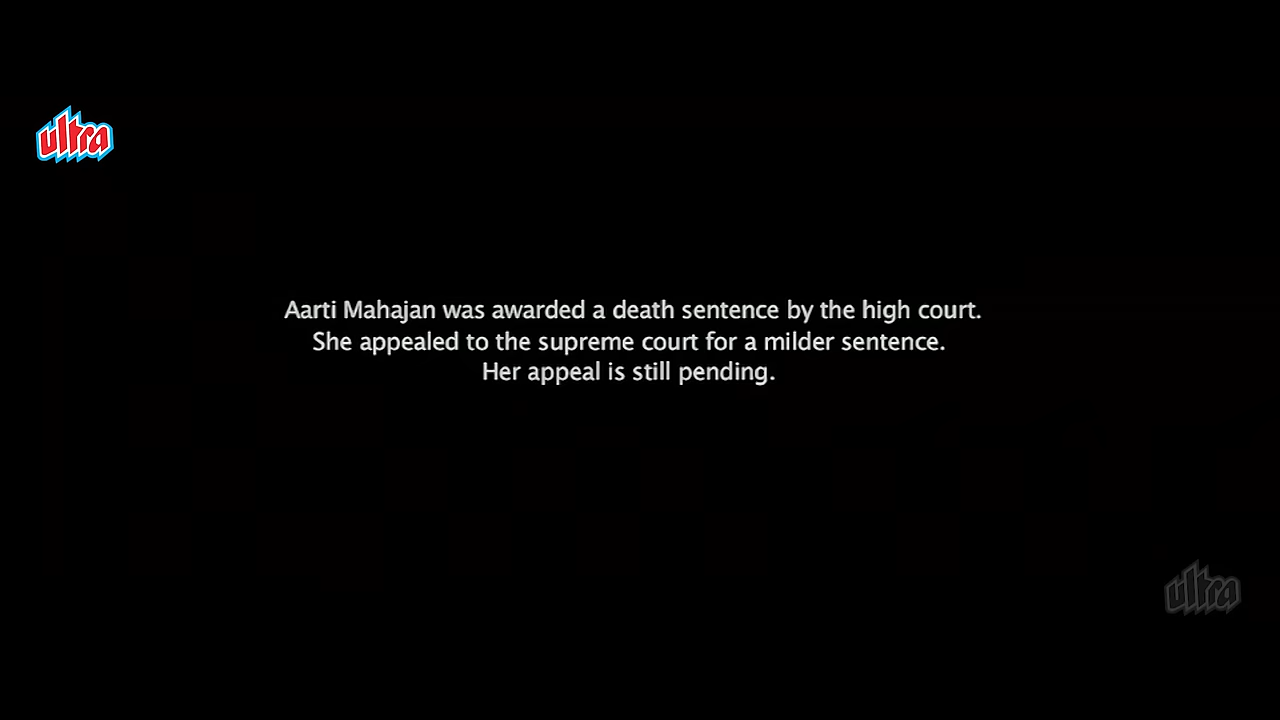 ultra
Aarti Mahajan was awarded a death sentence by the high court.
She appealed to the supreme court for a milder sentence.
Her appeal is still pending.
ultra